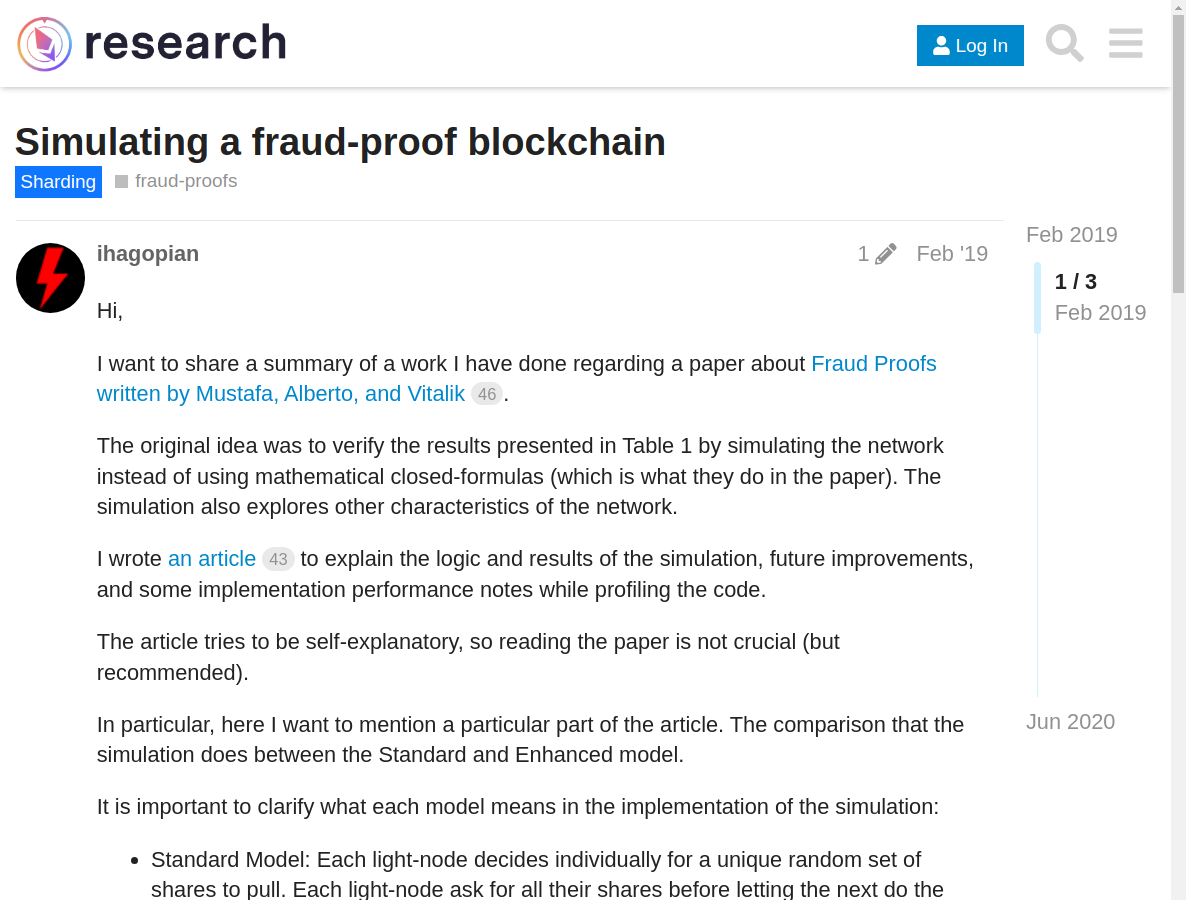 research
Log In
Simulating a fraud-proof blockchain
Sharding fraud-proofs
ihagopian 1 Feb '19
Hi,
I want to share a summary of a work I have done regarding a paper about Fraud Proofs
written by Mustafa, Alberto, and Vitalik 46.
The original idea was to verify the results presented in Table 1 by simulating the network
instead of using mathematical closed-formulas (which is what they do in the paper). The
simulation also explores other characteristics of the network.
I wrote an article 43 to explain the logic and results of the simulation, future improvements,
and some implementation performance notes while profiling the code.
The article tries to be self-explanatory, so reading the paper is not crucial (but
recommended).
In particular, here I want to mention a particular part of the article. The comparison that the
simulation does between the Standard and Enhanced model.
It is important to clarify what each model means in the implementation of the simulation:
• Standard Model: Each light-node decides individually for a unique random set of
shares to pull. Each light-node ask for all their shares before letting the next do the
Feb 2019
1 / 3
Feb 2019
Jun 2020